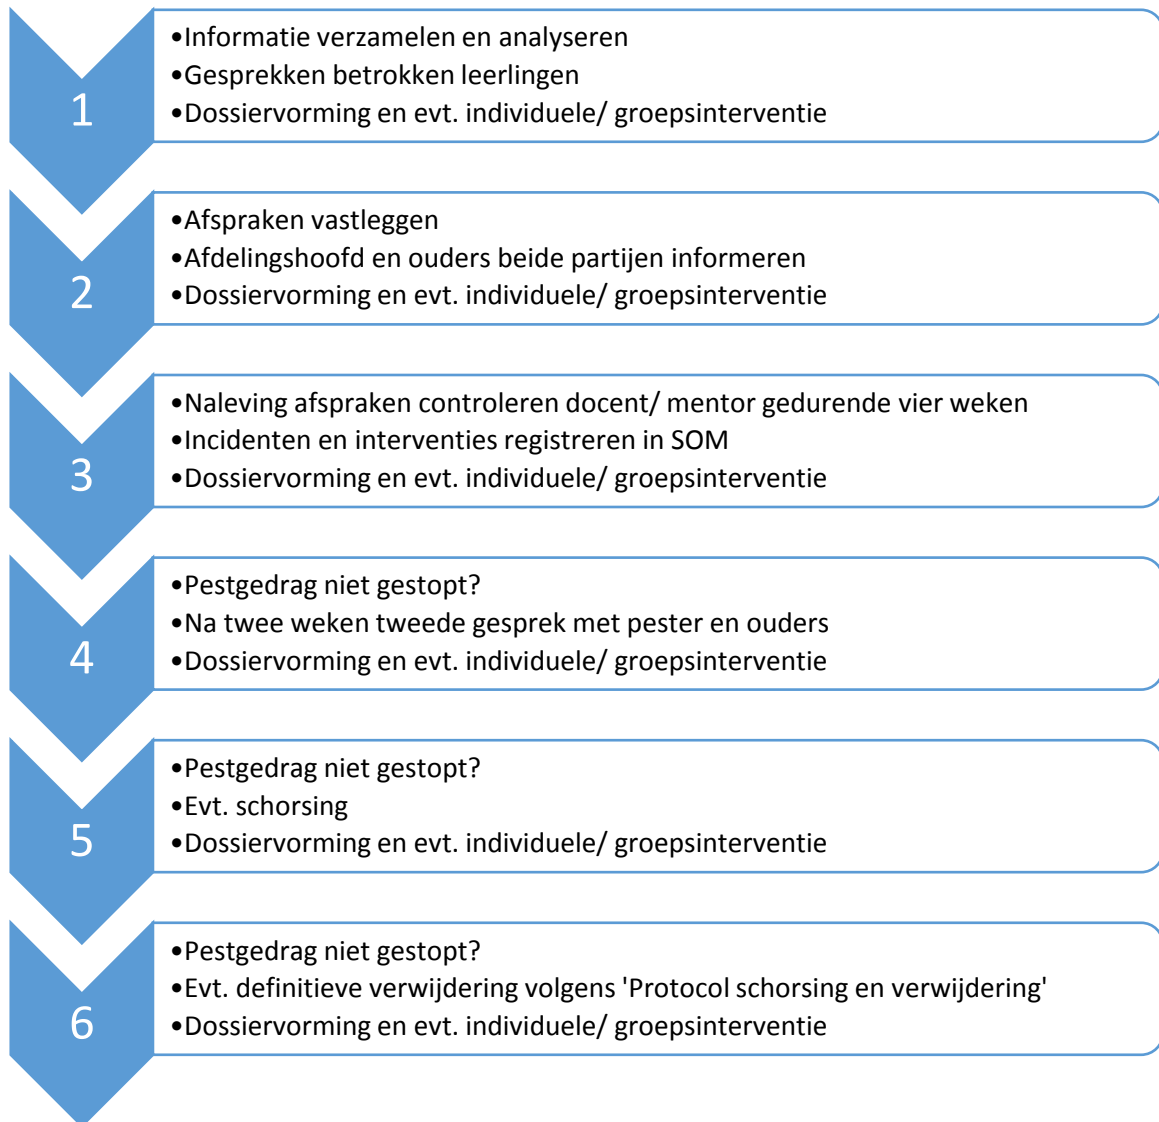 1
•Informatie verzamelen en analyseren
•Gesprekken betrokken leerlingen
•Dossiervorming en evt. individuele/ groepsinterventie
2
•Afspraken vastleggen
•Afdelingshoofd en ouders beide partijen informeren
•Dossiervorming en evt. individuele/ groepsinterventie
3
•Naleving afspraken controleren docent/ mentor gedurende vier weken
•Incidenten en interventies registreren in SOM
•Dossiervorming en evt. individuele/ groepsinterventie
4
•Pestgedrag niet gestopt?
•Na twee weken tweede gesprek met pester en ouders
•Dossiervorming en evt. individuele/ groepsinterventie
5
•Pestgedrag niet gestopt?
•Evt. schorsing
•Dossiervorming en evt. individuele/ groepsinterventie
6
•Pestgedrag niet gestopt?
•Evt. definitieve verwijdering volgens 'Protocol schorsing en verwijdering'
•Dossiervorming en evt. individuele/ groepsinterventie